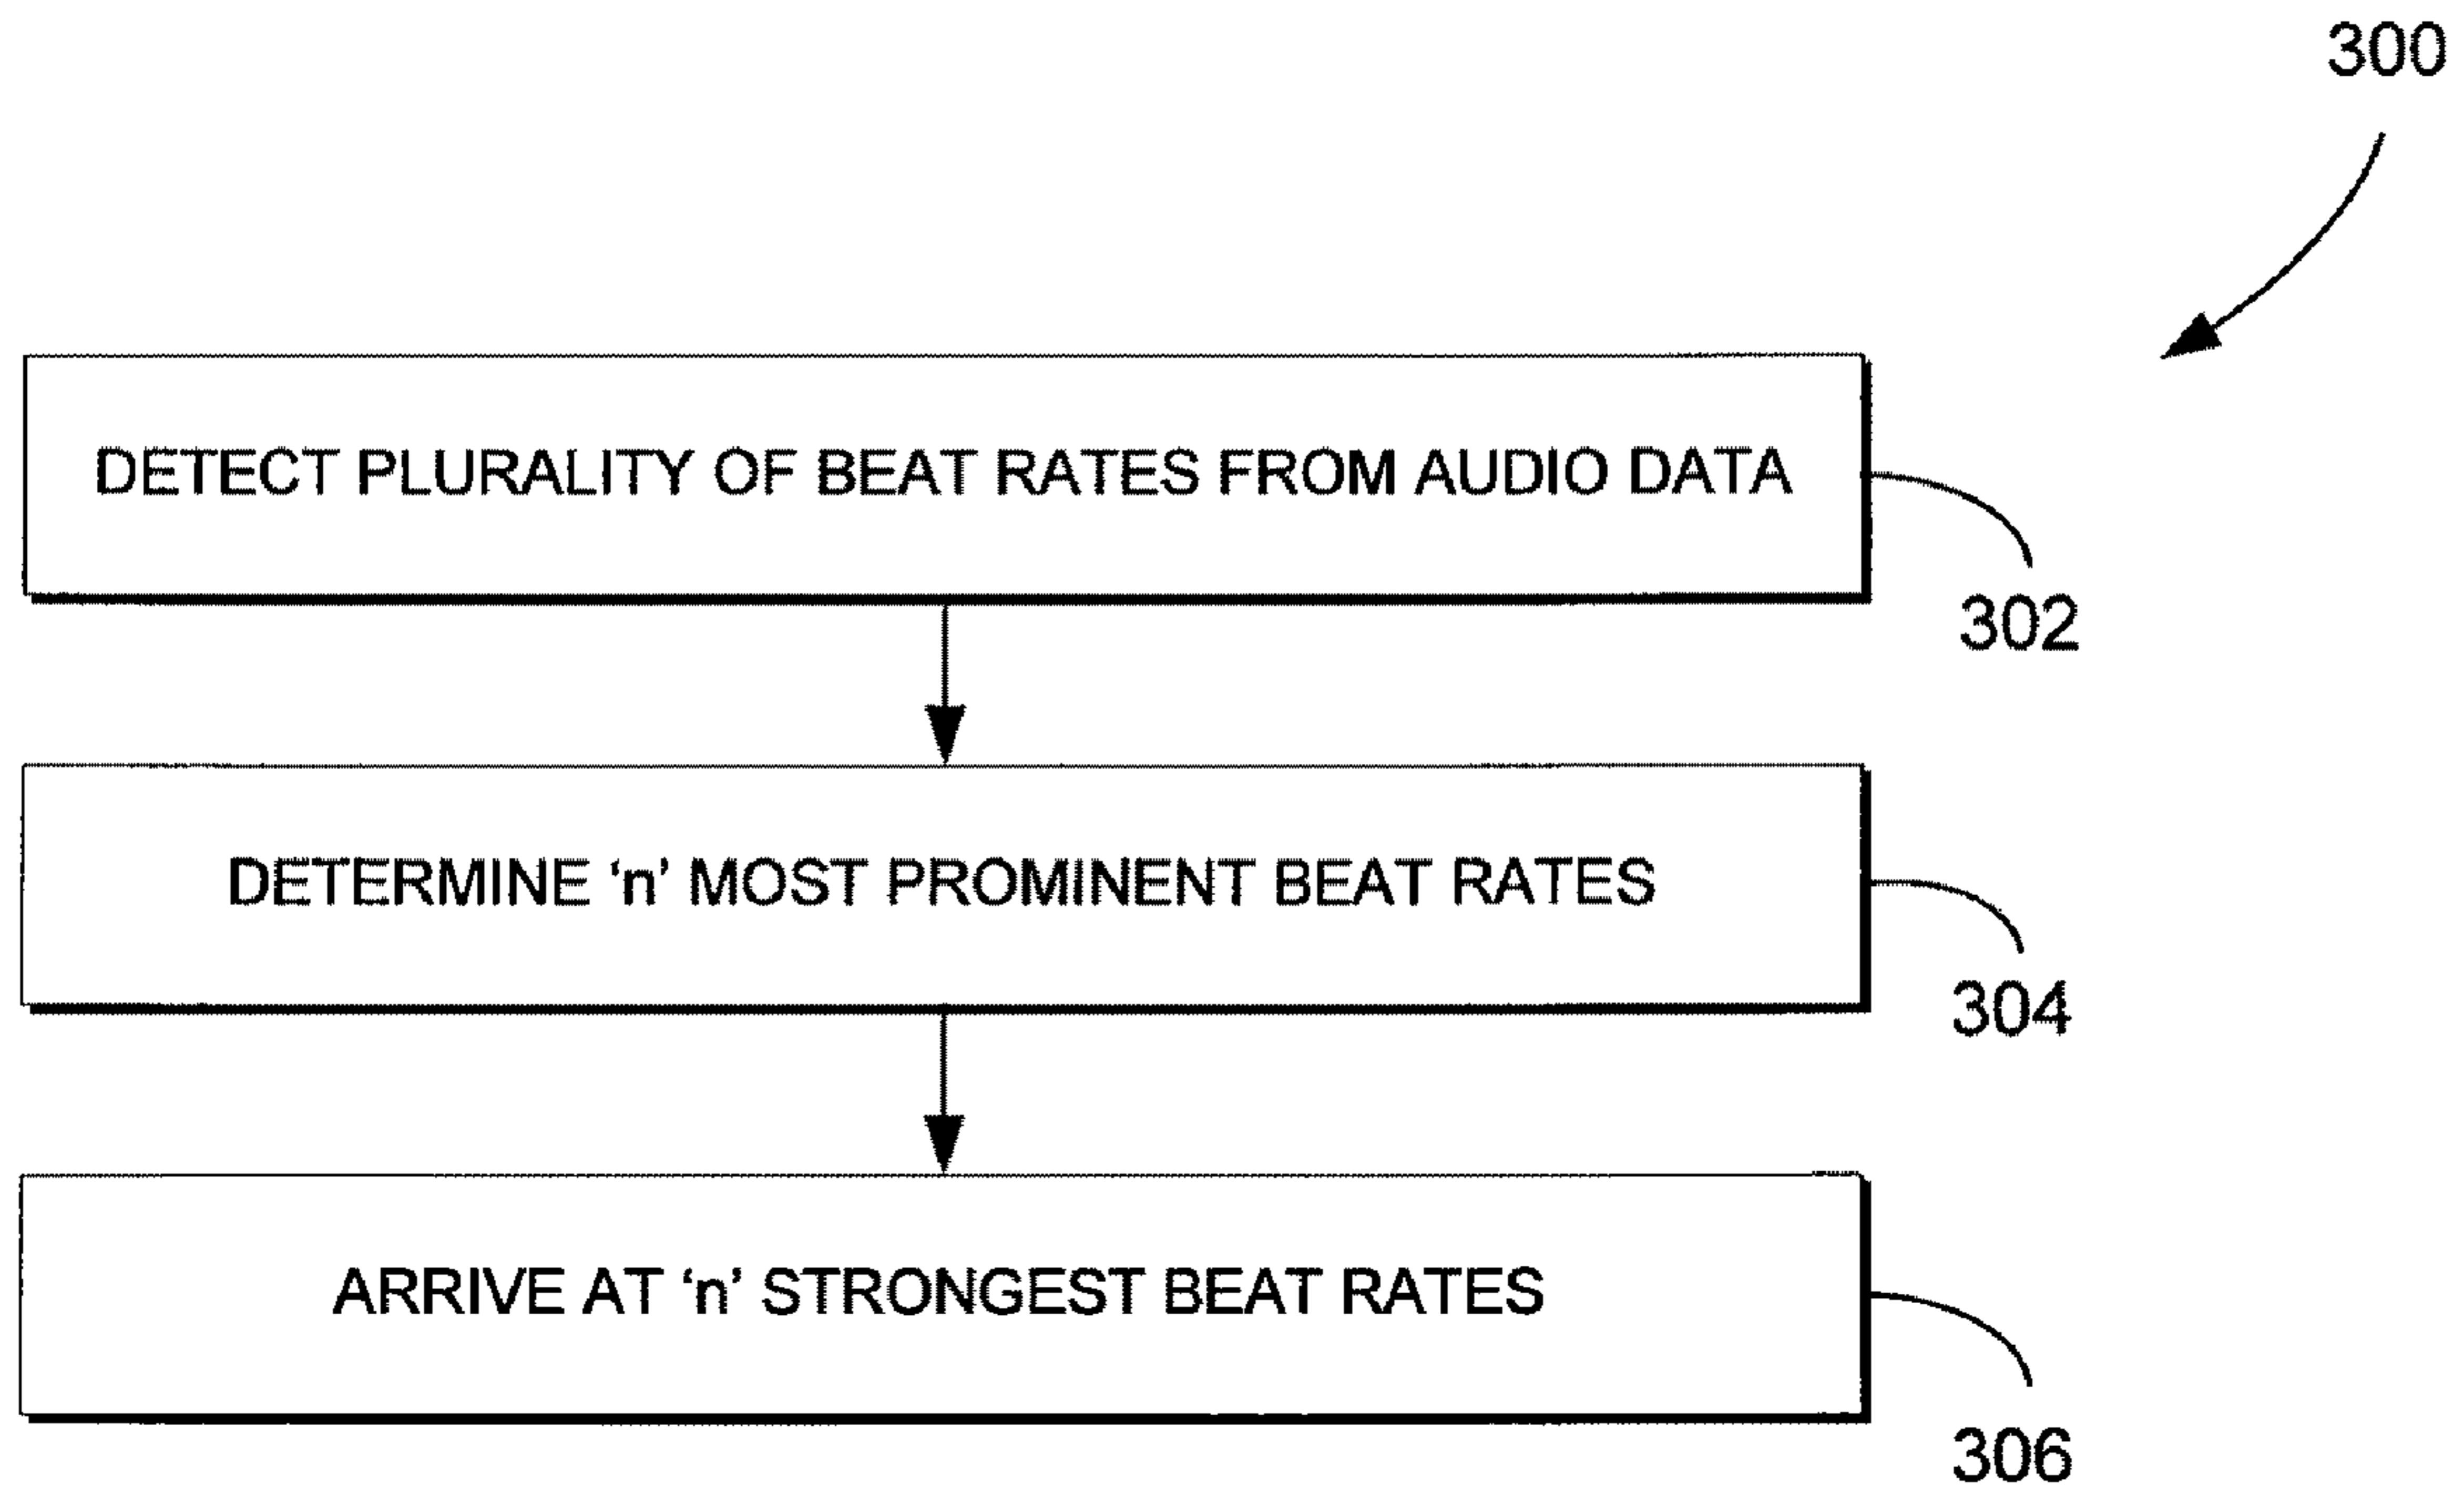 300
DETECT PLURALITY OF BEAT RATES FROM AUDIO DATA
302
DETERMINE ‘n’ MOST PROMINENT BEAT RATES
304
ARRIVE AT ‘n’ STRONGEST BEAT RATES
306